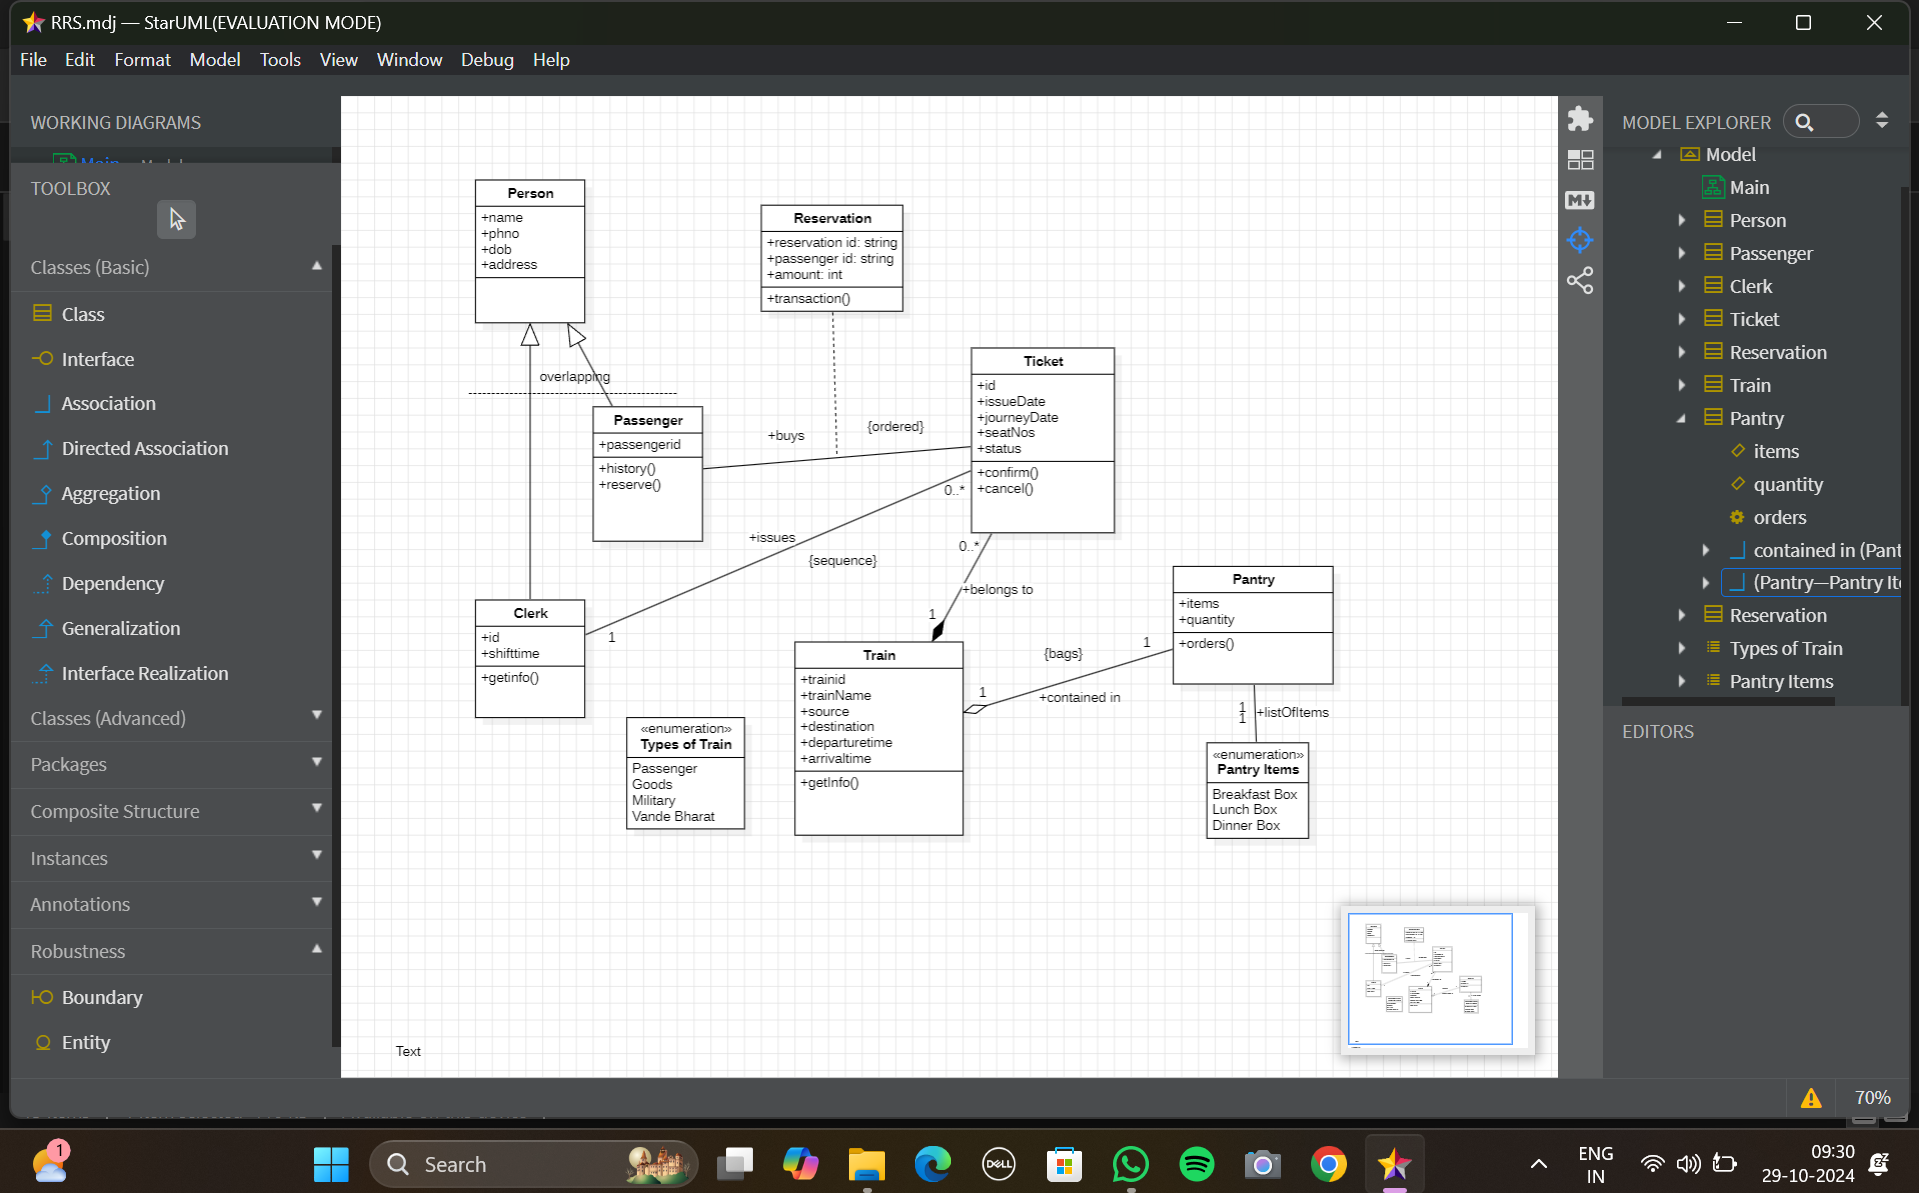 RRS.mdj — StarUML(EVALUATION MODE)
File Edit Format Model Tools View Window Debug Help
WORKING DIAGRAMS
Main
TOOLBOX
Classes (Basic)
Class
Interface
Association
Directed Association
Aggregation
Composition
Dependency
Generalization
Interface Realization
Classes (Advanced)
Packages
Composite Structure
Instances
Annotations
Robustness
Boundary
Entity
Person
+name
+phno
+dob
+address
Reservation
+reservation id: string
+passenger id: string
+amount: int
+transaction()
overlapping
Passenger
+passengerid
+history()
+reserve()
+buys
{ordered}
Ticket
+id
+issueDate
+journeyDate
+seatNos
+status
+confirm()
+cancel()
0..*
+issues
{sequence}
1
0..*
+belongs to
1
Clerk
+id
+shifttime
+getinfo()
«enumeration»
Types of Train
Passenger
Goods
Military
Vande Bharat
Train
+trainid
+trainName
+source
+destination
+departuretime
+arrivaltime
+getInfo()
1
{bags}
+contained in
1
Pantry
+items
+quantity
+orders()
1
1
+listOfItems
«enumeration»
Pantry Items
Breakfast Box
Lunch Box
Dinner Box
Text
MODEL EXPLORER
Model
Main
Person
Passenger
Clerk
Ticket
Reservation
Train
Pantry
items
quantity
orders
contained in (Pant
(Pantry—Pantry Ite
Reservation
Types of Train
Pantry Items
EDITORS
70%
1
Search
DELL
ENG
IN
09:30
29-10-2024